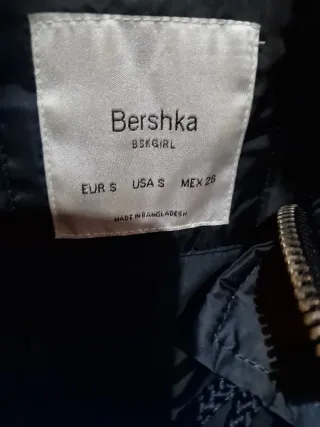 Bershka
BSKGIRL
EUR S USA S MEX 26
MADE IN BANGLADESH